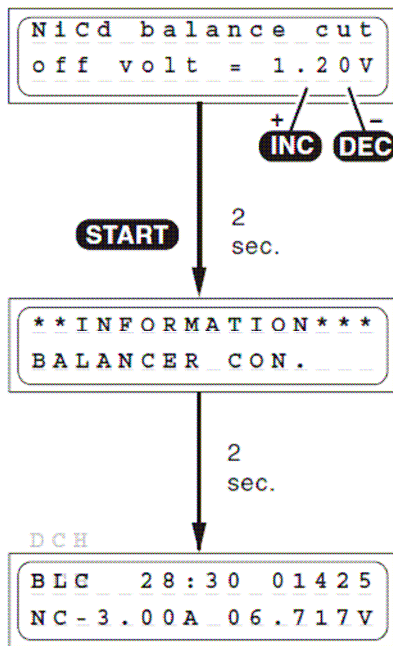 NiCd balance cut
off volt = 1.20V
+ -
INC DEC
START
2
sec.
**INFORMATION***
BALANCER CON.
2
sec.
DCH
BLC 28:30 01425
NC-3.00A 06.717V